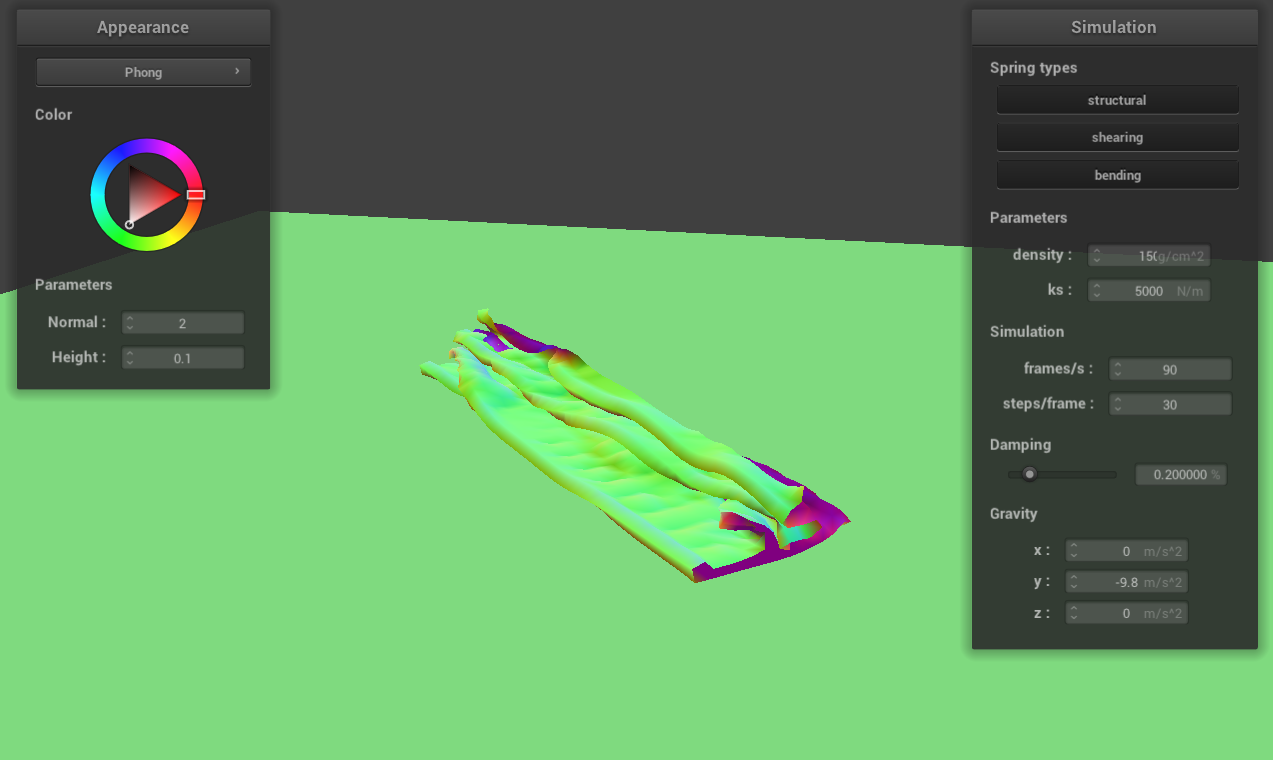 Appearance
Phong
Color
Parameters
Normal : 2
Height : 0.1
Simulation
Spring types
structural
shearing
bending
Parameters
density : 150 g/cm^2
ks : 5000 N/m
Simulation
frames/s : 90
steps/frame : 30
Damping
0.200000 %
Gravity
x : 0 m/s^2
y : -9.8 m/s^2
z : 0 m/s^2